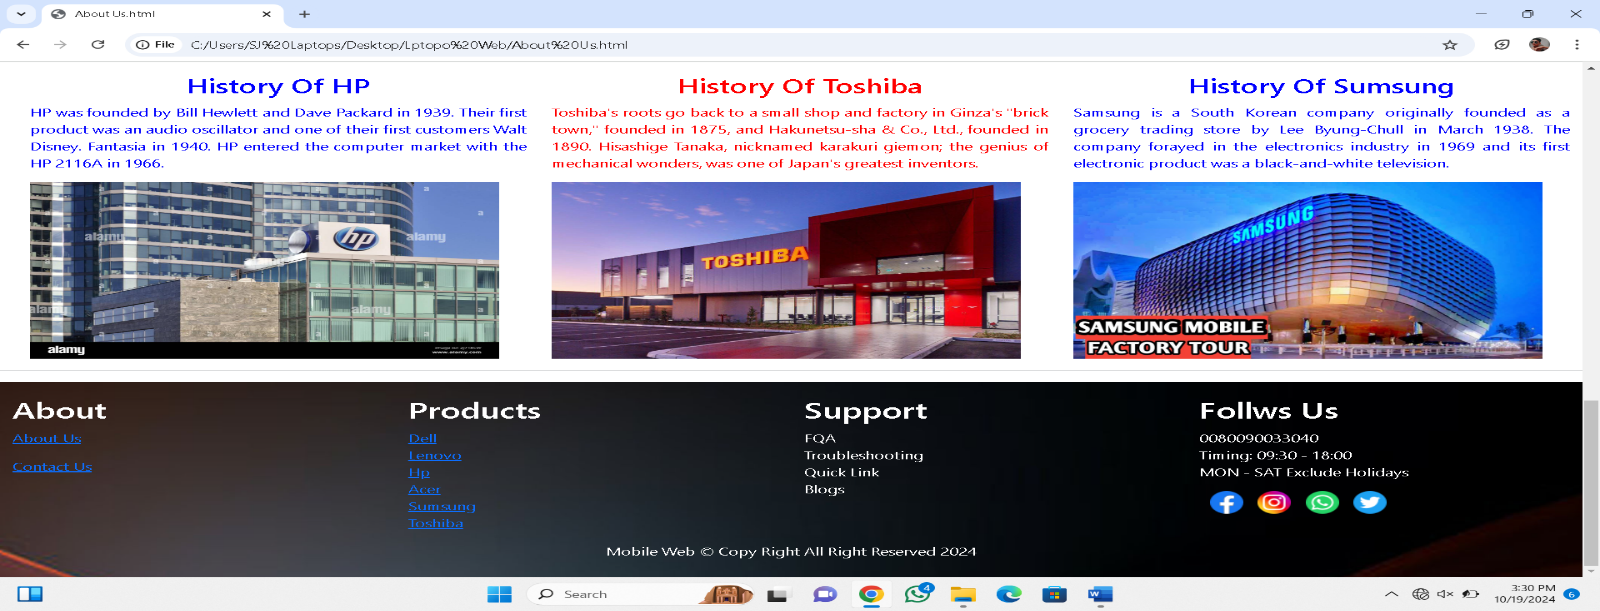 About Us.html
File C:/Users/SJ%20Laptops/Desktop/Lptopo%20Web/About%20Us.html
History Of HP
HP was founded by Bill Hewlett and Dave Packard in 1939. Their first
product was an audio oscillator and one of their first customers Walt
Disney. Fantasia in 1940. HP entered the computer market with the
HP 2116A in 1966.
hp
alamy
alamy
alamy
alamy
www.alamy.com
History Of Toshiba
Toshiba's roots go back to a small shop and factory in Ginza's "brick
town," founded in 1875, and Hakunetsu-sha & Co., Ltd., founded in
1890. Hisashige Tanaka, nicknamed karakuri giemon; the genius of
mechanical wonders, was one of Japan's greatest inventors.
TOSHIBA
History Of Sumsung
Samsung is a South Korean company originally founded as a
grocery trading store by Lee Byung-Chull in March 1938. The
company forayed in the electronics industry in 1969 and its first
electronic product was a black-and-white television.
SAMSUNG
SAMSUNG MOBILE
FACTORY TOUR
About
About Us
Contact Us
Products
Dell
Lenovo
Hp
Acer
Sumsung
Toshiba
Support
FQA
Troubleshooting
Quick Link
Blogs
Follws Us
0080090033040
Timing: 09:30 - 18:00
MON - SAT Exclude Holidays
Mobile Web © Copy Right All Right Reserved 2024
Search
4
3:30 PM
10/19/2024
6